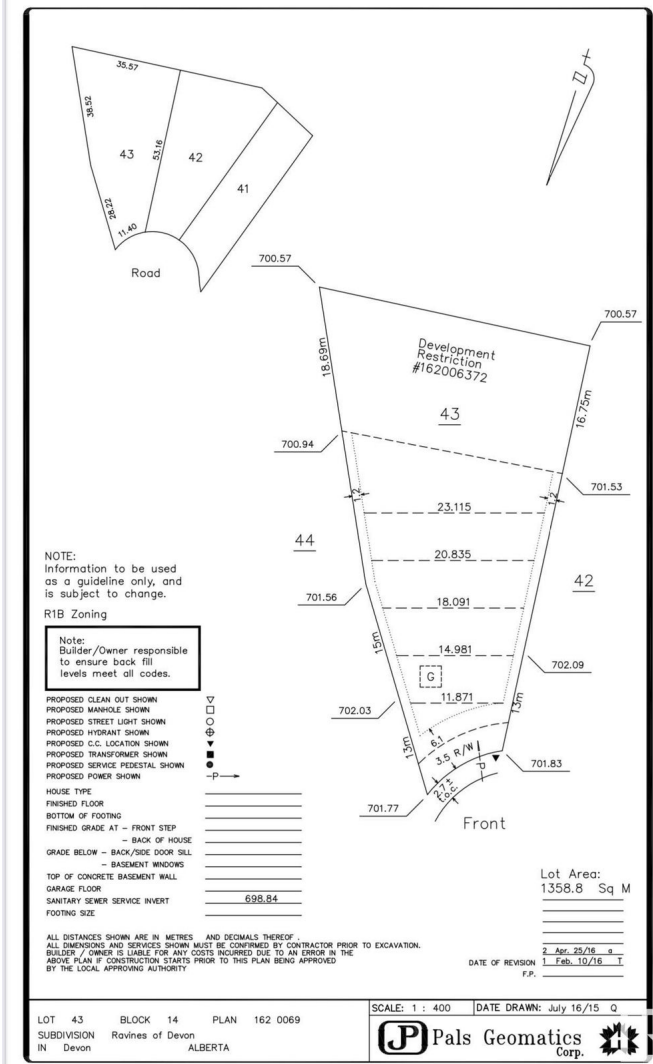 35.57
38.52
53.16
43
42
41
28.22
11.40
Road
700.57
700.57
18.69m
Development
Restriction
#162006372
16.75m
43
700.94
701.53
1.2
1.2
23.115
44
20.835
42
NOTE:
Information to be used
as a guideline only, and
is subject to change.
701.56
18.091
R1B Zoning
15m
14.981
Note:
Builder/Owner responsible
to ensure back fill
levels meet all codes.
702.09
G
11.871
13m
702.03
PROPOSED CLEAN OUT SHOWN
PROPOSED MANHOLE SHOWN
PROPOSED STREET LIGHT SHOWN
PROPOSED HYDRANT SHOWN
PROPOSED C.C. LOCATION SHOWN
PROPOSED TRANSFORMER SHOWN
PROPOSED SERVICE PEDESTAL SHOWN
PROPOSED POWER SHOWN -P→
6.1
13m
3.5 R/W
P
701.83
2.7±
t.o.c.
701.77
Front
HOUSE TYPE
FINISHED FLOOR
BOTTOM OF FOOTING
FINISHED GRADE AT - FRONT STEP
- BACK OF HOUSE
GRADE BELOW - BACK/SIDE DOOR SILL
- BASEMENT WINDOWS
TOP OF CONCRETE BASEMENT WALL
GARAGE FLOOR
SANITARY SEWER SERVICE INVERT 698.84
FOOTING SIZE
Lot Area:
1358.8 Sq M
ALL DISTANCES SHOWN ARE IN METRES AND DECIMALS THEREOF .
ALL DIMENSIONS AND SERVICES SHOWN MUST BE CONFIRMED BY CONTRACTOR PRIOR TO EXCAVATION.
BUILDER / OWNER IS LIABLE FOR ANY COSTS INCURRED DUE TO AN ERROR IN THE
ABOVE PLAN IF CONSTRUCTION STARTS PRIOR TO THIS PLAN BEING APPROVED
BY THE LOCAL APPROVING AUTHORITY
2 Apr. 25/16 a
DATE OF REVISION 1 Feb. 10/16 T
F.P.
LOT 43 BLOCK 14 PLAN 162 0069
SUBDIVISION Ravines of Devon
IN Devon ALBERTA
SCALE: 1 : 400 DATE DRAWN: July 16/15 Q
JP Pals Geomatics
Corp.